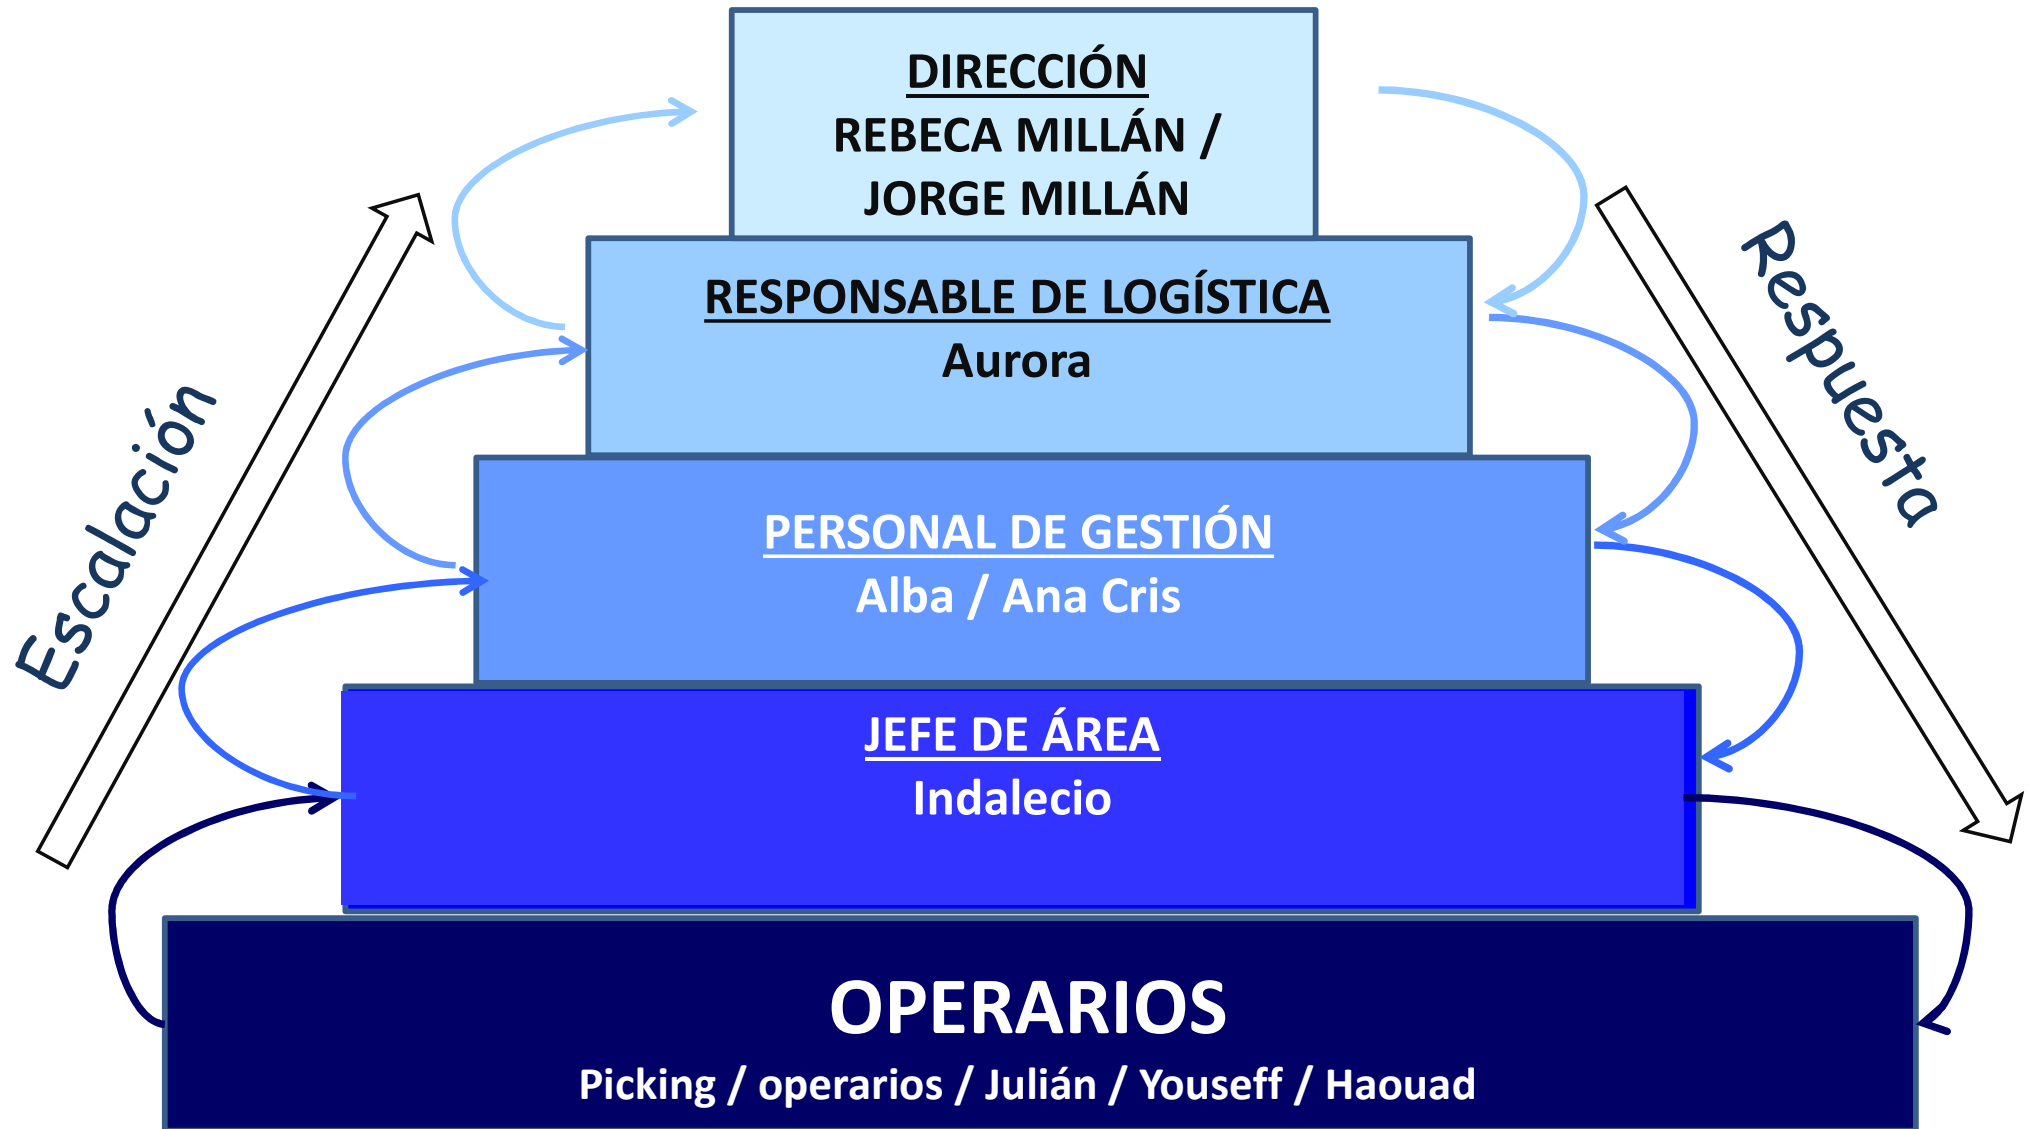 DIRECCIÓN
REBECA MILLÁN /
JORGE MILLÁN
RESPONSABLE DE LOGÍSTICA
Aurora
PERSONAL DE GESTIÓN
Alba / Ana Cris
JEFE DE ÁREA
Indalecio
OPERARIOS
Picking / operarios / Julián / Youseff / Haouad
Escalación
Respuesta